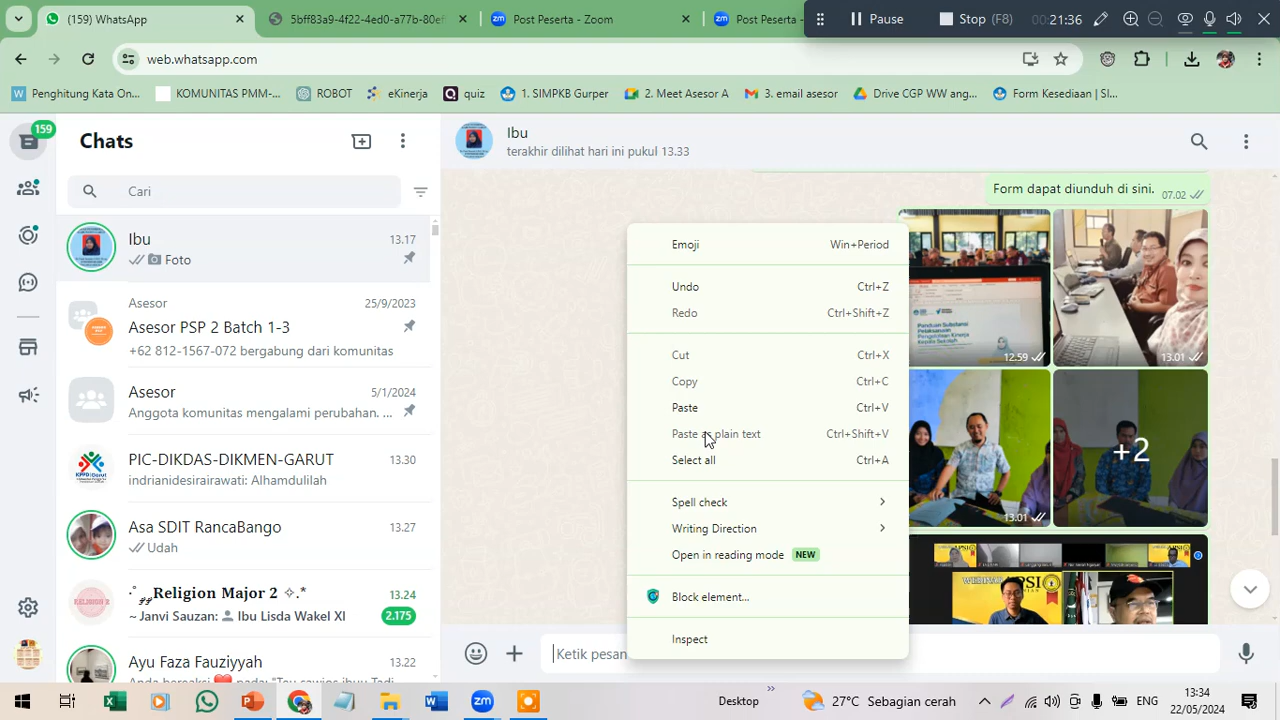 (159) WhatsApp
5bff83a9-4f22-4ed0-a77b-80ef
Post Peserta - Zoom
Post Peserta -
Pause
Stop (F8)
00:21:36
web.whatsapp.com
Penghitung Kata On...
KOMUNITAS PMM-...
ROBOT
eKinerja
quiz
1. SIMPKB Gurper
2. Meet Asesor A
3. email asesor
Drive CGP WW ang...
Form Kesediaan | SI...
159
Chats
Cari
Ibu
13.17
Foto
Asesor
25/9/2023
Asesor PSP 2 Batch 1-3
+62 812-1567-072 bergabung dari komunitas
Asesor
5/1/2024
Anggota komunitas mengalami perubahan. ...
PIC-DIKDAS-DIKMEN-GARUT
13.30
indrianidesirairawati: Alhamdulilah
Asa SDIT RancaBango
13.27
Udah
Religion Major 2 ✧.*
13.24
~ Janvi Sauzan: Ibu Lisda Wakel XI
2.175
Ayu Faza Fauziyyah
13.22
Ibu
terakhir dilihat hari ini pukul 13.33
Form dapat diunduh di sini.
07.02
12.59
13.01
13.01
+2
WEBINAR
Emoji
Win+Period
Undo
Ctrl+Z
Redo
Ctrl+Shift+Z
Cut
Ctrl+X
Copy
Ctrl+C
Paste
Ctrl+V
Paste as plain text
Ctrl+Shift+V
Select all
Ctrl+A
Spell check
Writing Direction
Open in reading mode NEW
Block element...
Inspect
Ketik pesan
Desktop
27°C Sebagian cerah
ENG
13:34
22/05/2024